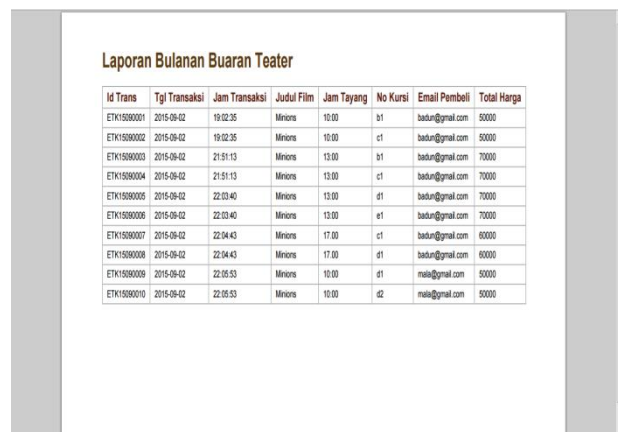 Laporan Bulanan Buaran Teater
Id Trans Tgl Transaksi Jam Transaksi Judul Film Jam Tayang No Kursi Email Pembeli Total Harga
ETK15090001 2015-09-02 19:02:35 Minions 10:00 b1 badun@gmail.com 50000
ETK15090002 2015-09-02 19:02:35 Minions 10:00 c1 badun@gmail.com 50000
ETK15090003 2015-09-02 21:51:13 Minions 13:00 b1 badun@gmail.com 70000
ETK15090004 2015-09-02 21:51:13 Minions 13:00 c1 badun@gmail.com 70000
ETK15090005 2015-09-02 22:03:40 Minions 13:00 d1 badun@gmail.com 70000
ETK15090006 2015-09-02 22:03:40 Minions 13:00 e1 badun@gmail.com 70000
ETK15090007 2015-09-02 22:04:43 Minions 17.00 c1 badun@gmail.com 60000
ETK15090008 2015-09-02 22:04:43 Minions 17.00 d1 badun@gmail.com 60000
ETK15090009 2015-09-02 22:05:53 Minions 10:00 d1 mala@gmail.com 50000
ETK15090010 2015-09-02 22:05:53 Minions 10:00 d2 mala@gmail.com 50000